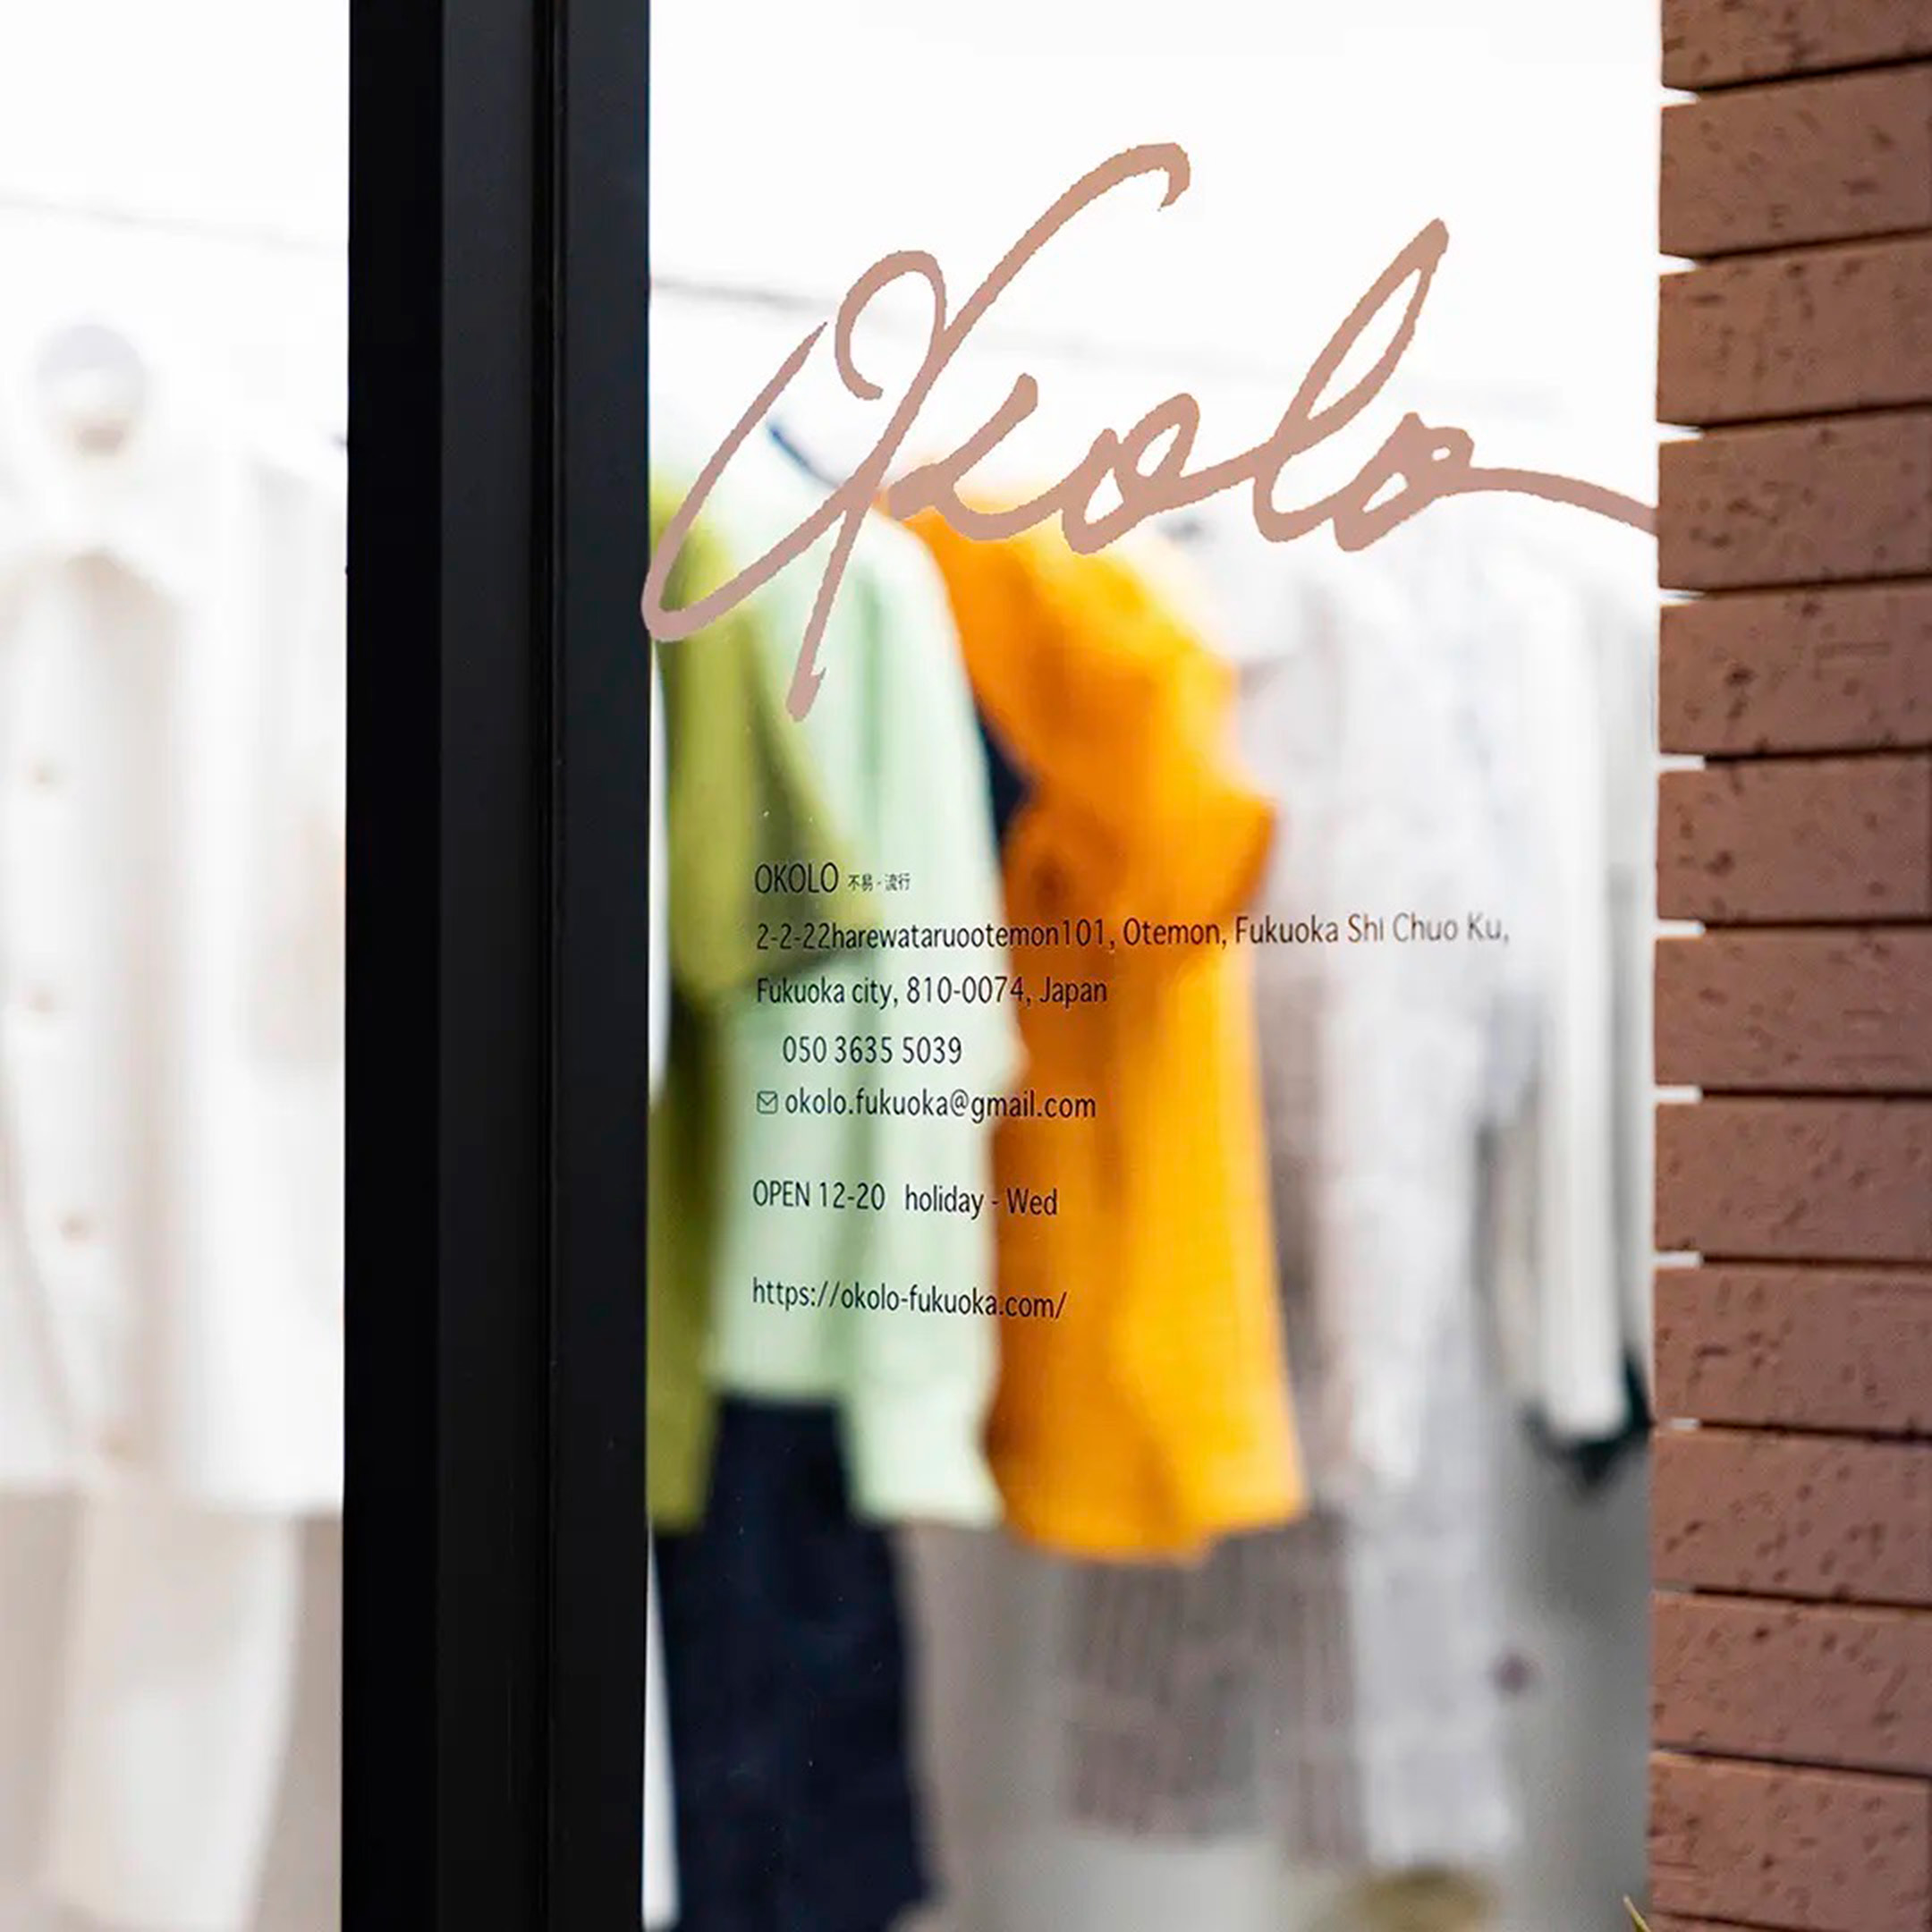 Okolo
OKOLO 不易 - 流行
2-2-22harewataruootemon101, Otemon, Fukuoka Shi Chuo Ku,
Fukuoka city, 810-0074, Japan
050 3635 5039
okolo.fukuoka@gmail.com
OPEN 12-20 holiday - Wed
https://okolo-fukuoka.com/